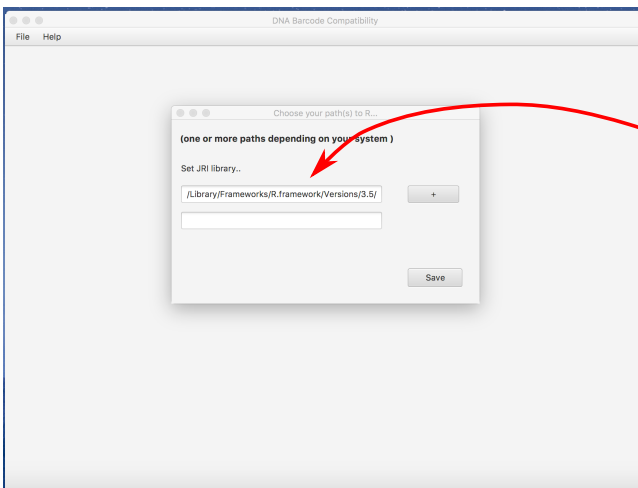 DNA Barcode Compatibility
File Help
Choose your path(s) to R...
(one or more paths depending on your system )
Set JRI library..
/Library/Frameworks/R.framework/Versions/3.5/
+
Save